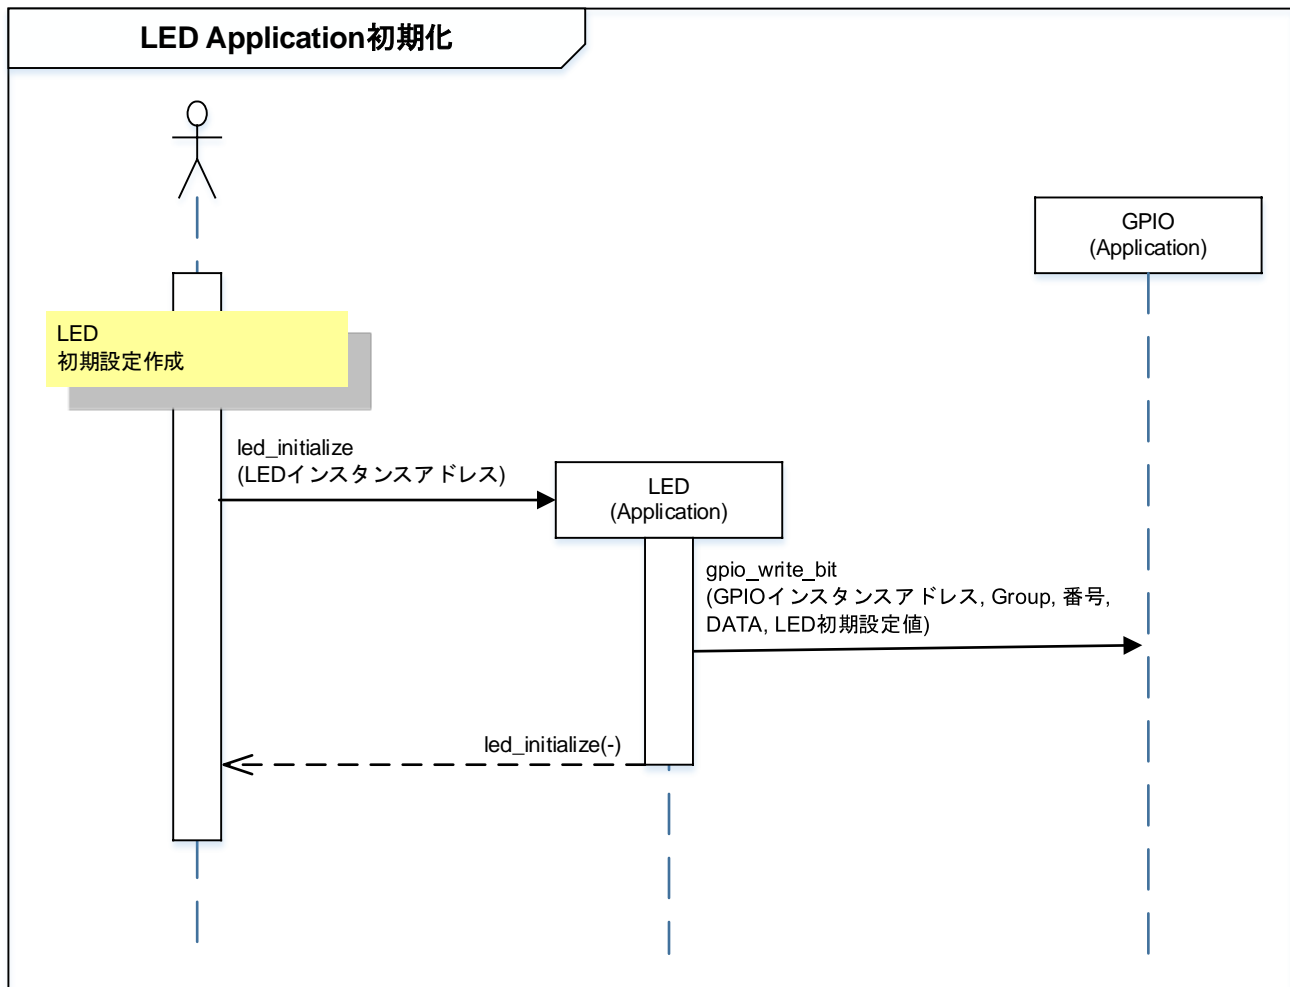 LED Application初期化
GPIO
(Application)
LED
初期設定作成
led_initialize
(LEDインスタンスアドレス)
LED
(Application)
gpio_write_bit
(GPIOインスタンスアドレス, Group, 番号,
DATA, LED初期設定値)
led_initialize(-)